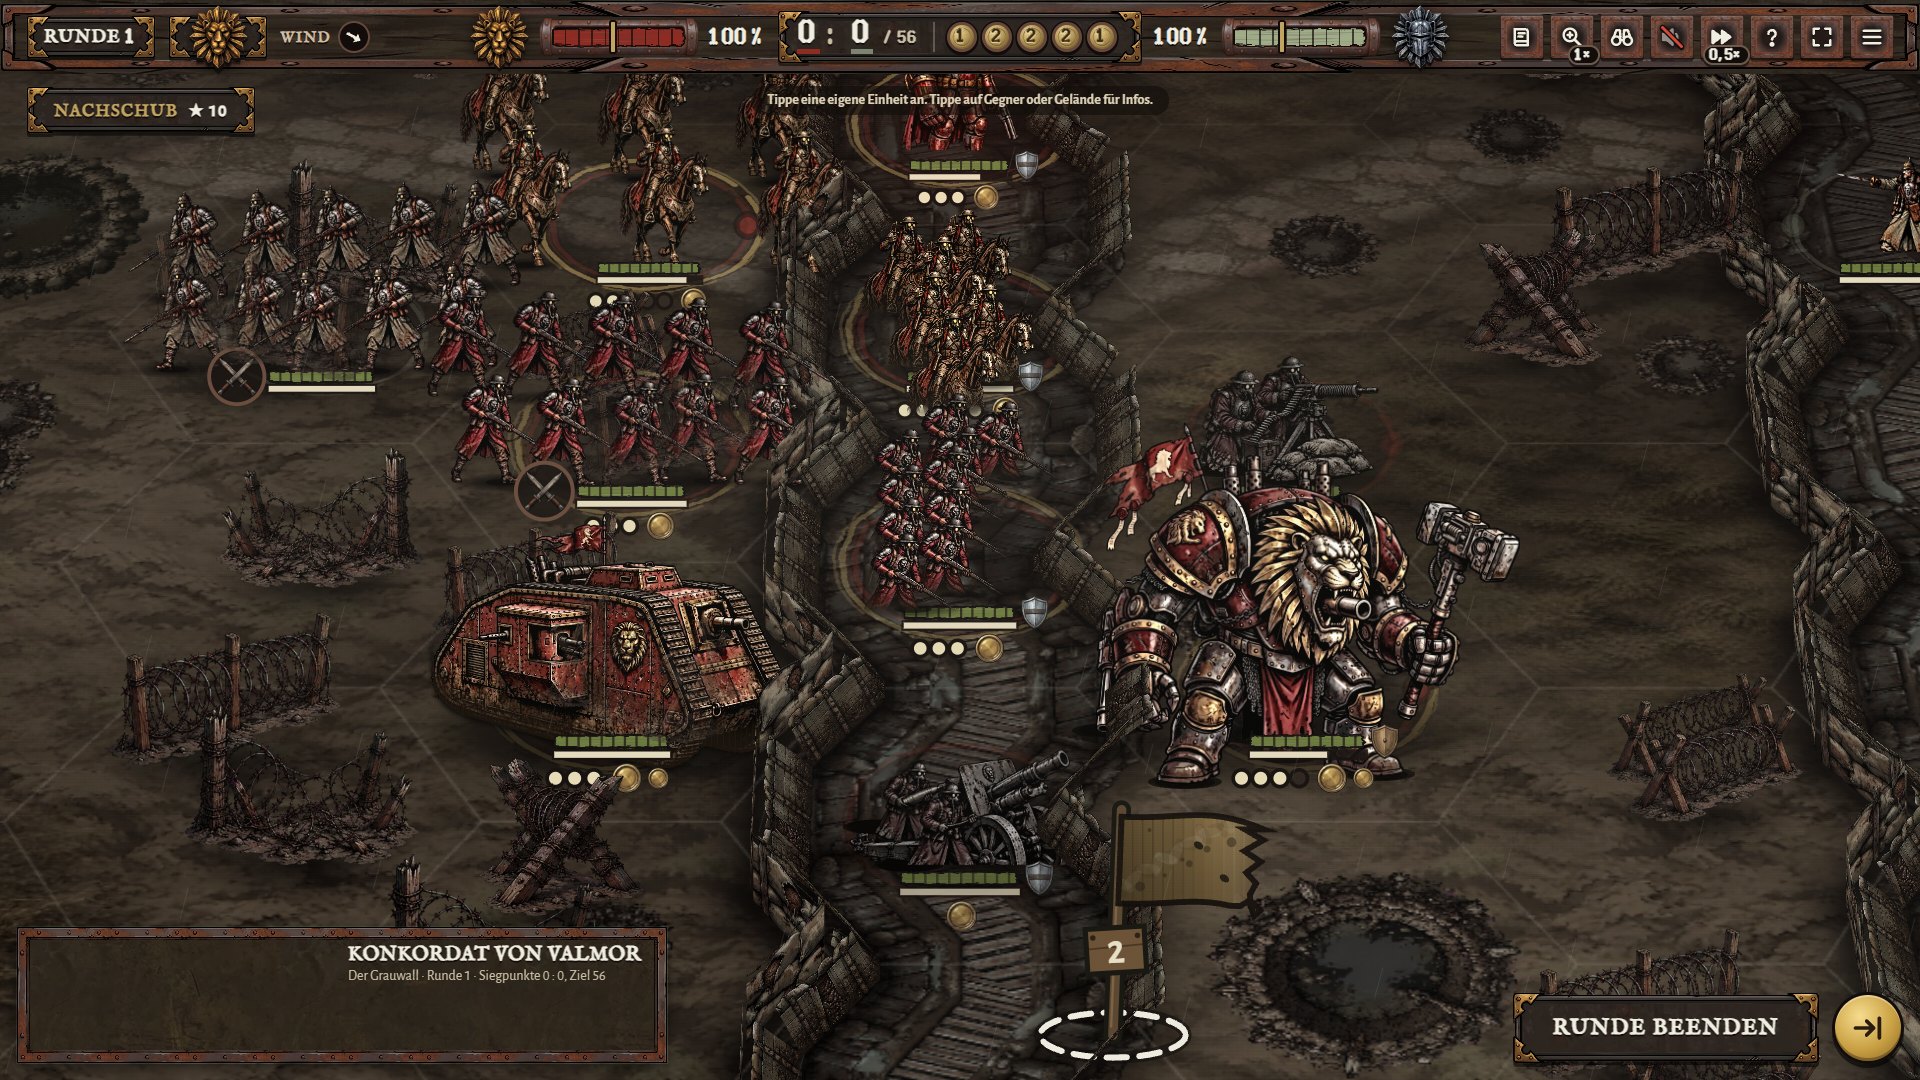 RUNDE 1
WIND
100%
0 : 0 / 56
1 2 2 2 1
100%
1x
0,5x
?
NACHSCHUB ★ 10
Tippe eine eigene Einheit an. Tippe auf Gegner oder Gelände für Infos.
2
KONKORDAT VON VALMOR
Der Grauwall · Runde 1 · Siegpunkte 0 : 0, Ziel 56
RUNDE BEENDEN